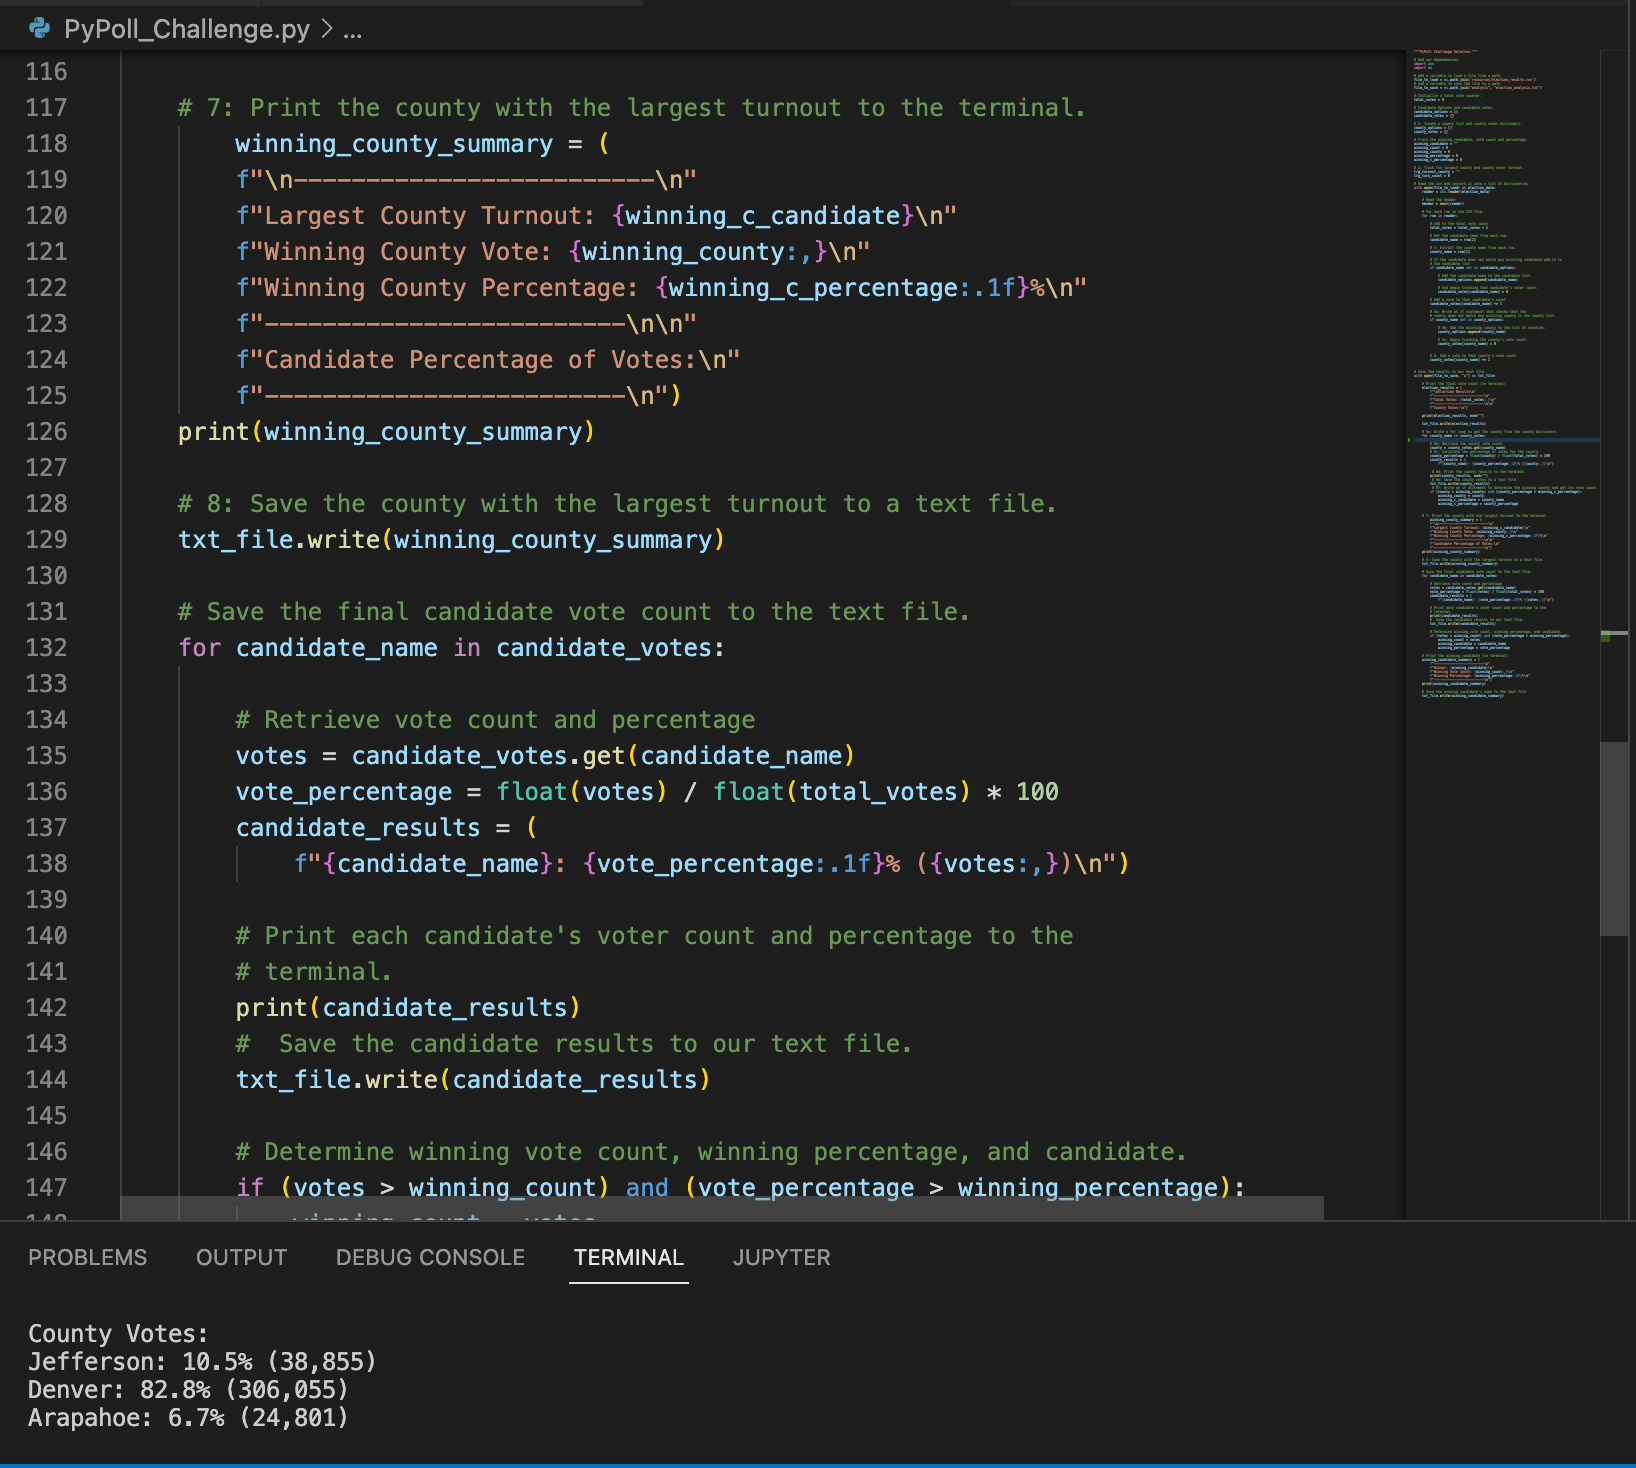 PyPoll_Challenge.py > ...
116
117 # 7: Print the county with the largest turnout to the terminal.
118 winning_county_summary = (
119 f"\n-------------------------\n"
120 f"Largest County Turnout: {winning_c_candidate}\n"
121 f"Winning County Vote: {winning_county:,}\n"
122 f"Winning County Percentage: {winning_c_percentage:.1f}%\n"
123 f"-------------------------\n\n"
124 f"Candidate Percentage of Votes:\n"
125 f"-------------------------\n")
126 print(winning_county_summary)
127
128 # 8: Save the county with the largest turnout to a text file.
129 txt_file.write(winning_county_summary)
130
131 # Save the final candidate vote count to the text file.
132 for candidate_name in candidate_votes:
133
134 # Retrieve vote count and percentage
135 votes = candidate_votes.get(candidate_name)
136 vote_percentage = float(votes) / float(total_votes) * 100
137 candidate_results = (
138 f"{candidate_name}: {vote_percentage:.1f}% ({votes:,})\n")
139
140 # Print each candidate's voter count and percentage to the
141 # terminal.
142 print(candidate_results)
143 #  Save the candidate results to our text file.
144 txt_file.write(candidate_results)
145
146 # Determine winning vote count, winning percentage, and candidate.
147 if (votes > winning_count) and (vote_percentage > winning_percentage):
PROBLEMS OUTPUT DEBUG CONSOLE TERMINAL JUPYTER
County Votes:
Jefferson: 10.5% (38,855)
Denver: 82.8% (306,055)
Arapahoe: 6.7% (24,801)